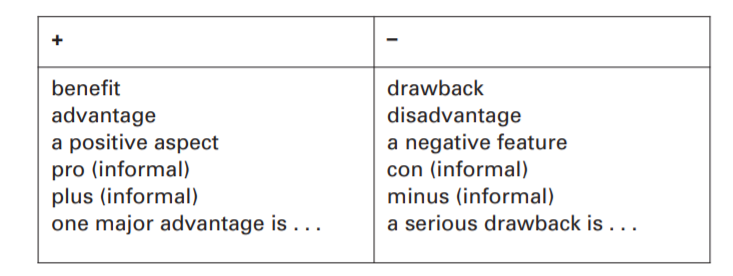 +
–
benefit
advantage
a positive aspect
pro (informal)
plus (informal)
one major advantage is . . .
drawback
disadvantage
a negative feature
con (informal)
minus (informal)
a serious drawback is . . .